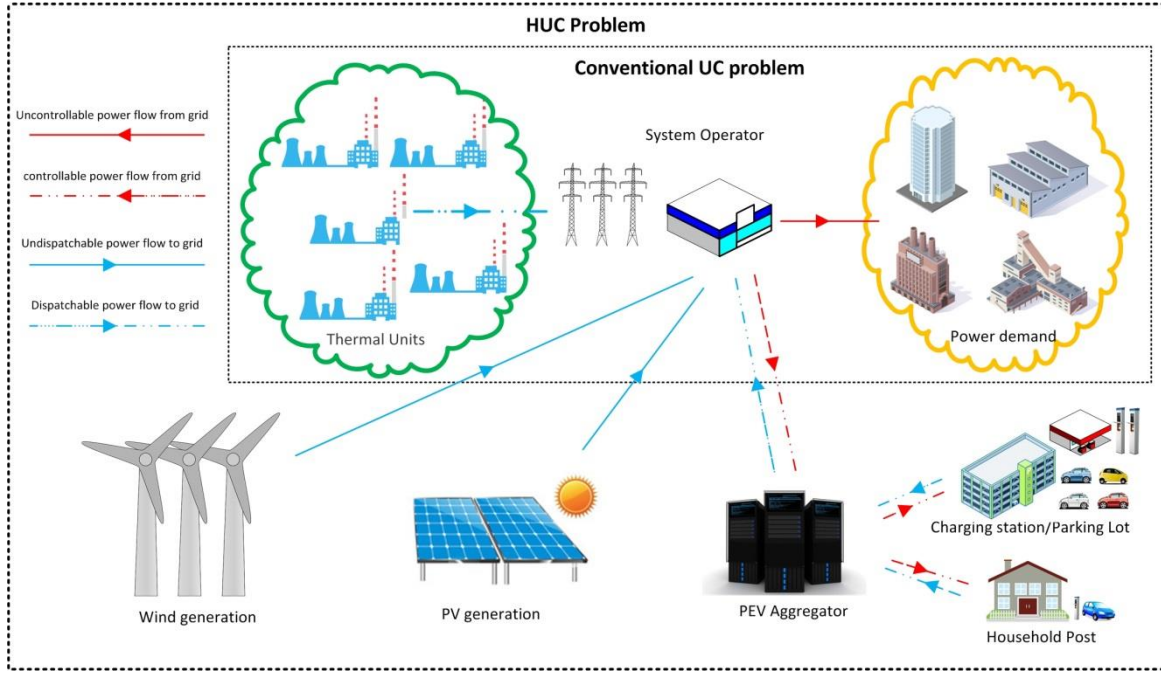 HUC Problem
Conventional UC problem
Uncontrollable power flow from grid
controllable power flow from grid
Undispatchable power flow to grid
Dispatchable power flow to grid
Thermal Units
System Operator
Power demand
Wind generation
PV generation
PEV Aggregator
Charging station/Parking Lot
Household Post